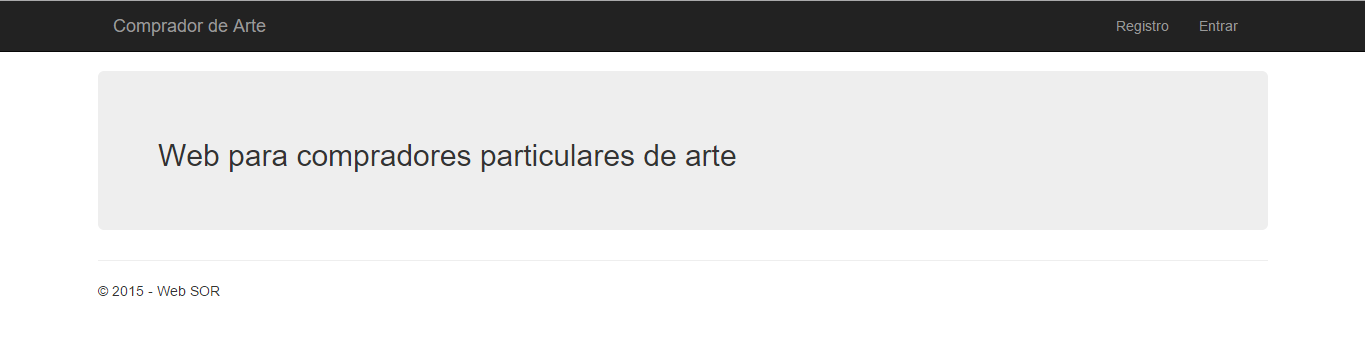 Comprador de Arte
Registro
Entrar
Web para compradores particulares de arte
© 2015 - Web SOR